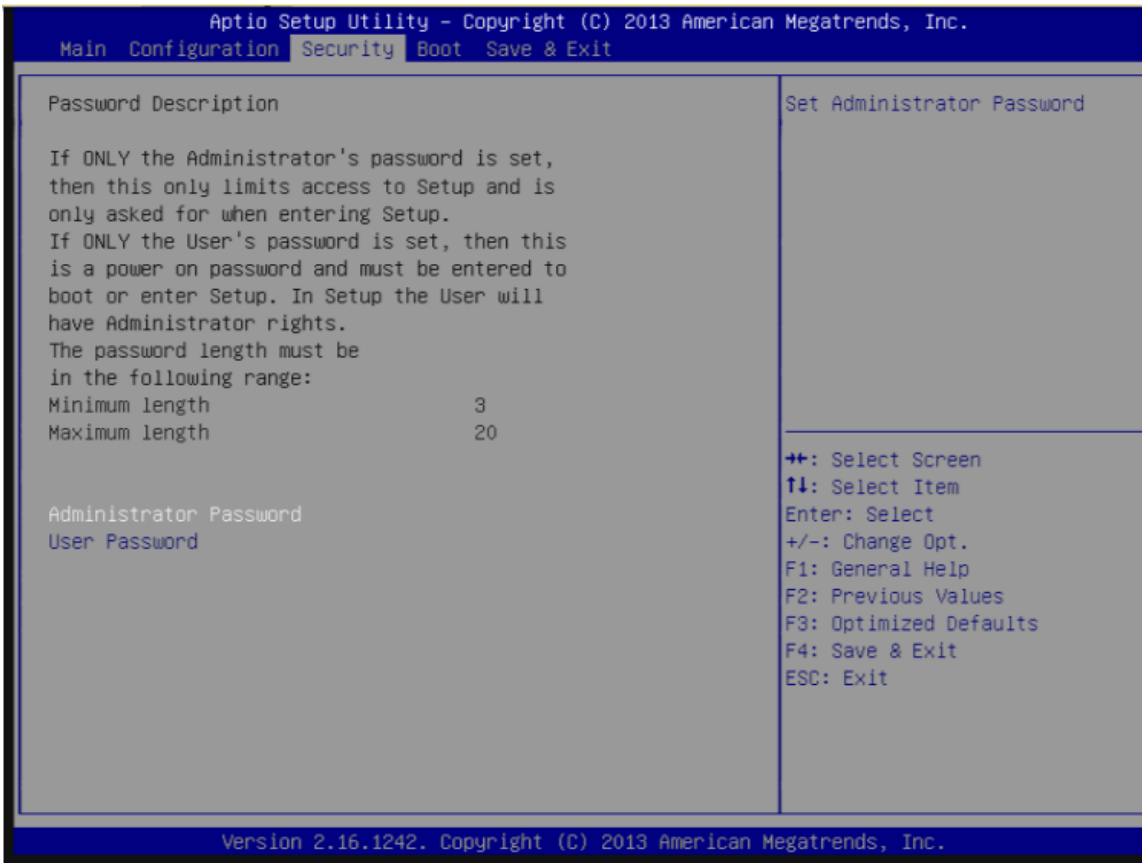 Aptio Setup Utility – Copyright (C) 2013 American Megatrends, Inc.
Main Configuration Security Boot Save & Exit
Password Description
If ONLY the Administrator's password is set,
then this only limits access to Setup and is
only asked for when entering Setup.
If ONLY the User's password is set, then this
is a power on password and must be entered to
boot or enter Setup. In Setup the User will
have Administrator rights.
The password length must be
in the following range:
Minimum length 3
Maximum length 20
Administrator Password
User Password
Set Administrator Password
→←: Select Screen
↑↓: Select Item
Enter: Select
+/-: Change Opt.
F1: General Help
F2: Previous Values
F3: Optimized Defaults
F4: Save & Exit
ESC: Exit
Version 2.16.1242. Copyright (C) 2013 American Megatrends, Inc.